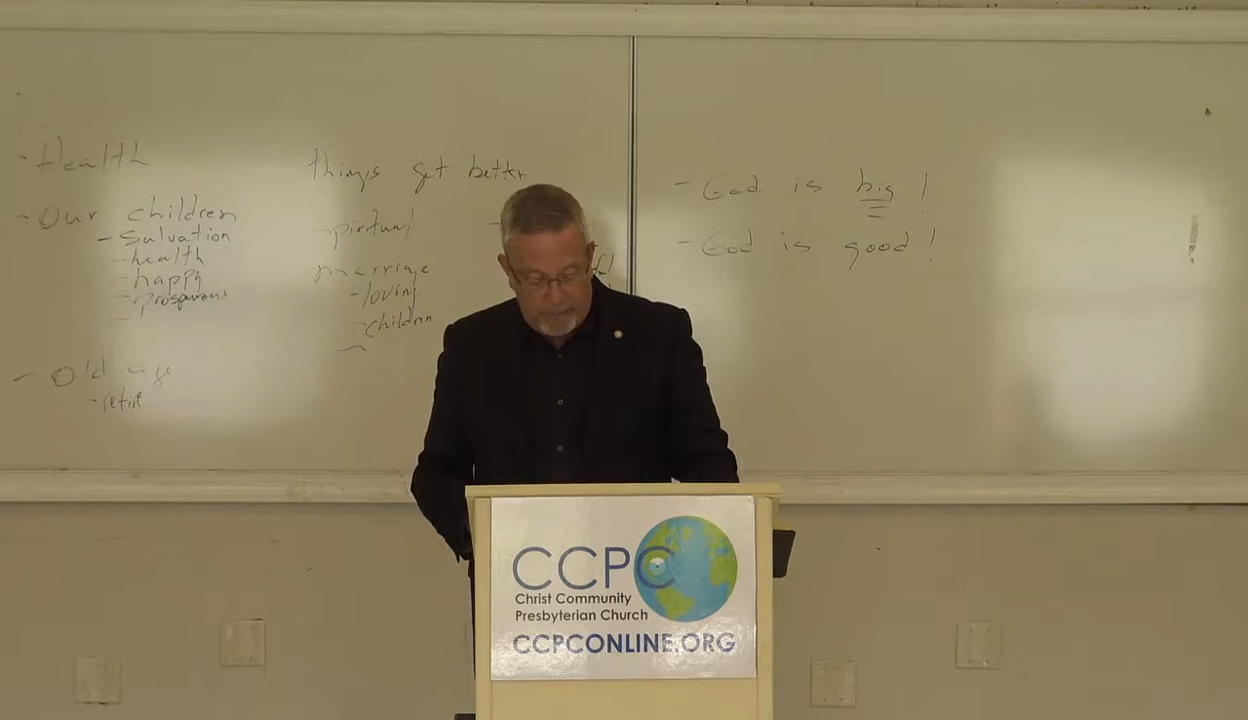 - Health
- Our children
- Salvation
- health
- happy
- prosperous
- Old age
- retire
things get better
spiritual
marriage
- loving
- children
- God is big!
- God is good!
CCPC
Christ Community
Presbyterian Church
CCPCONLINE.ORG